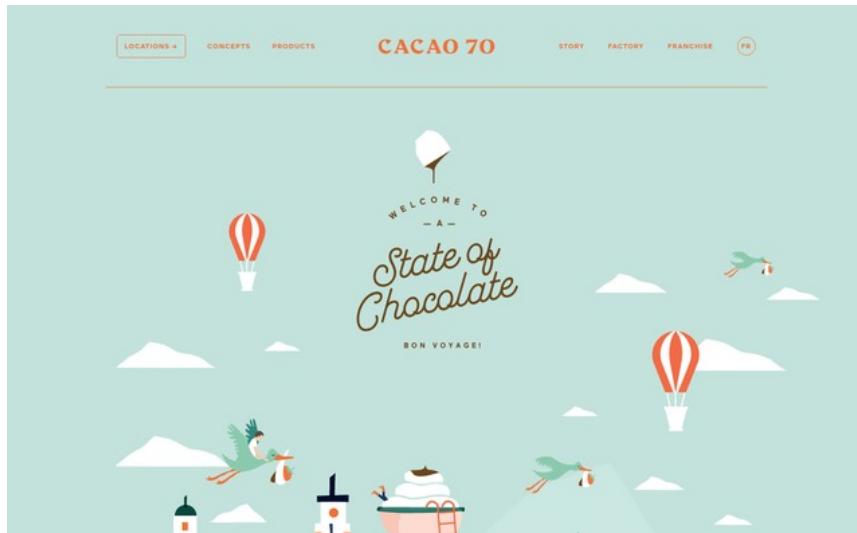 LOCATIONS → CONCEPTS PRODUCTS CACAO 70 STORY FACTORY FRANCHISE FR
WELCOME TO
— A —
State of
Chocolate
BON VOYAGE!